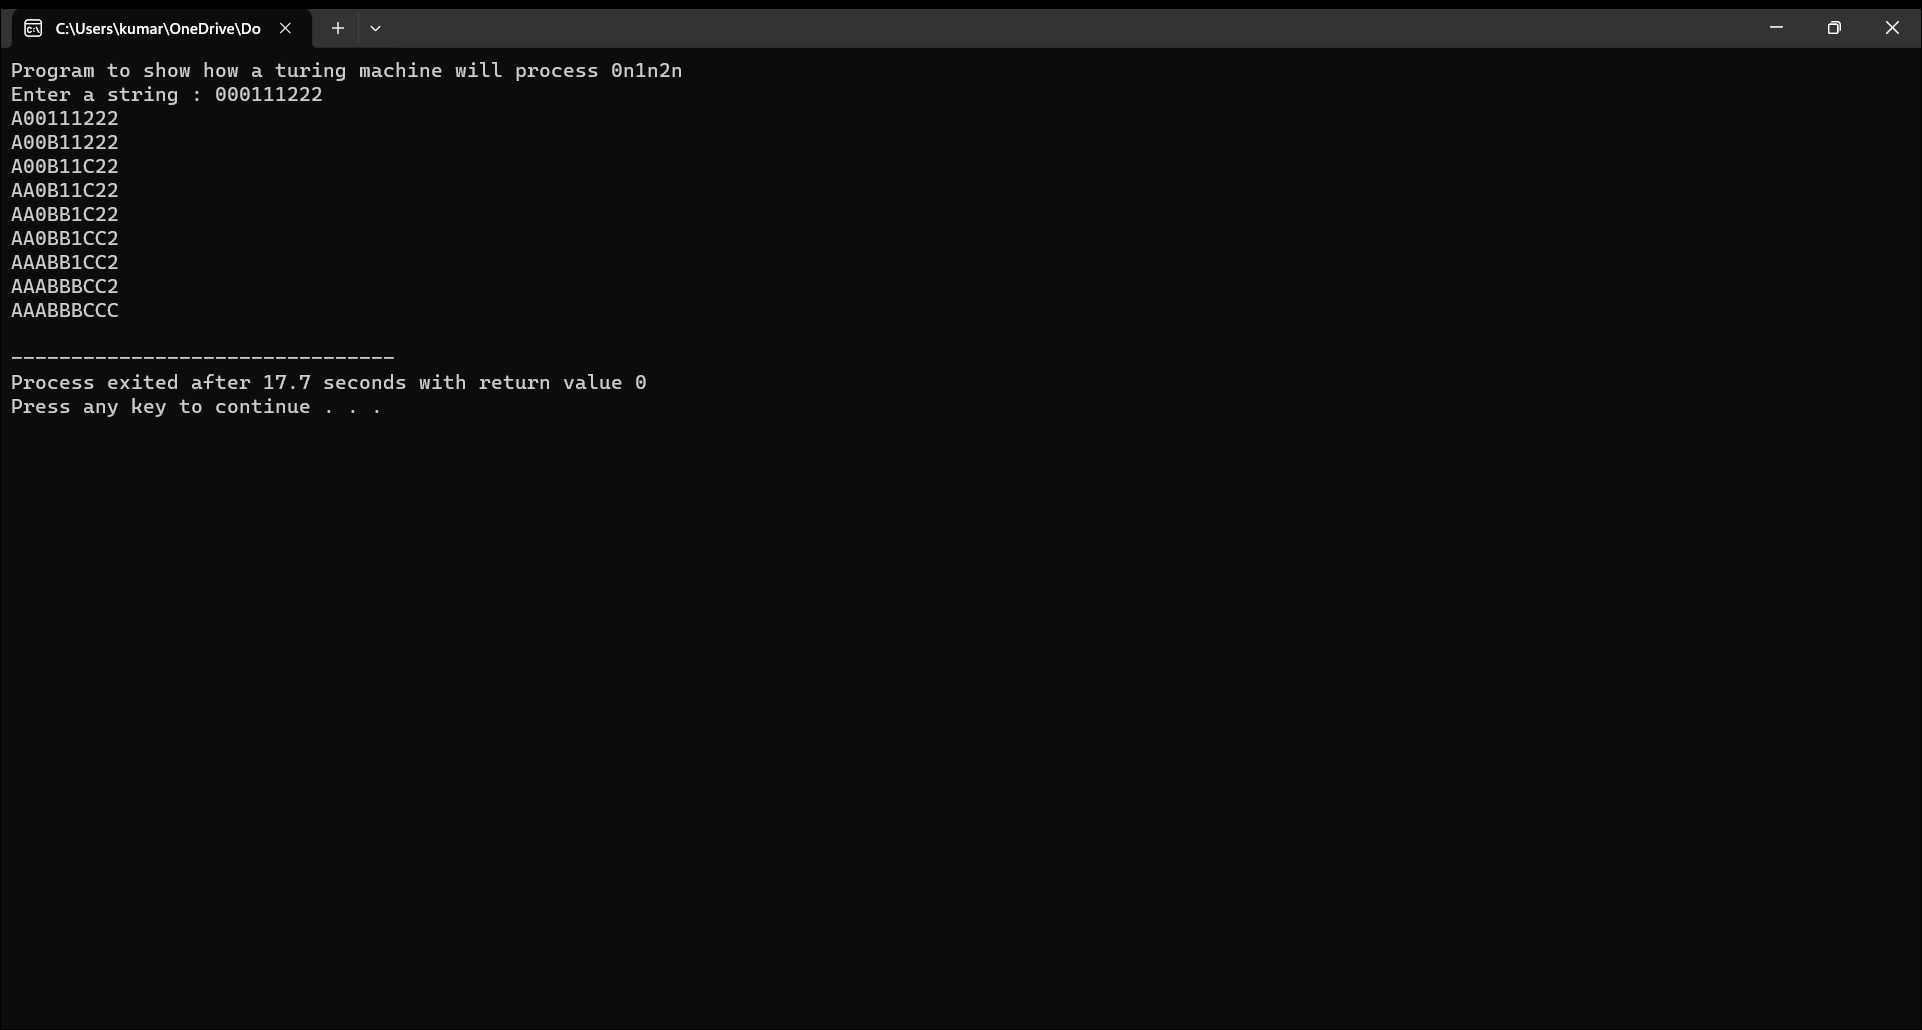 C:\Users\kumar\OneDrive\Do
Program to show how a turing machine will process 0n1n2n
Enter a string : 000111222
A00111222
A00B11222
A00B11C22
AA0B11C22
AA0BB1C22
AA0BB1CC2
AAABB1CC2
AAABBBCC2
AAABBBCCC
--------------------------------
Process exited after 17.7 seconds with return value 0
Press any key to continue . . .